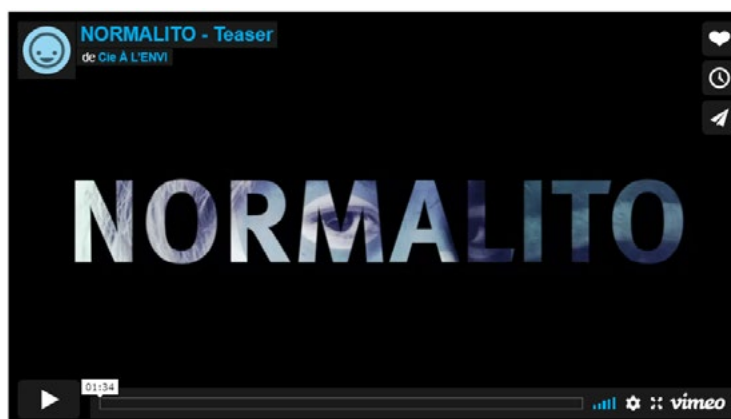 NORMALITO - Teaser
de Cie À L'ENVI
NORMALITO
01:34
vimeo